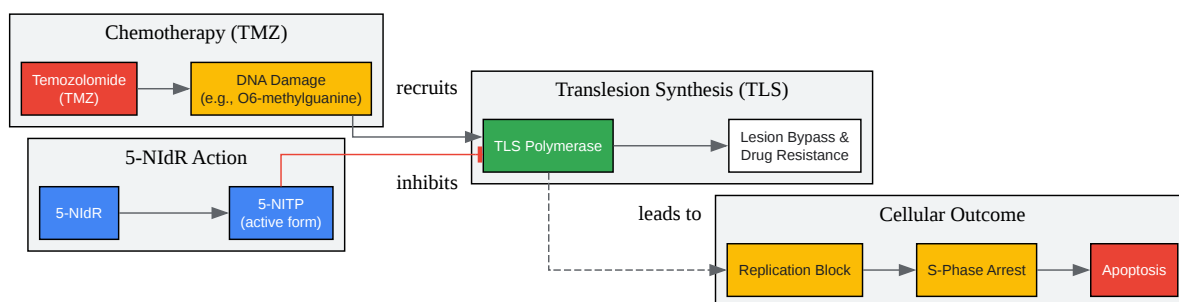 Chemotherapy (TMZ)
Temozolomide
(TMZ)
DNA Damage
(e.g., O6-methylguanine)
recruits
Translesion Synthesis (TLS)
TLS Polymerase
Lesion Bypass &
Drug Resistance
5-NIdR Action
5-NIdR
5-NITP
(active form)
inhibits
leads to
Cellular Outcome
Replication Block
S-Phase Arrest
Apoptosis